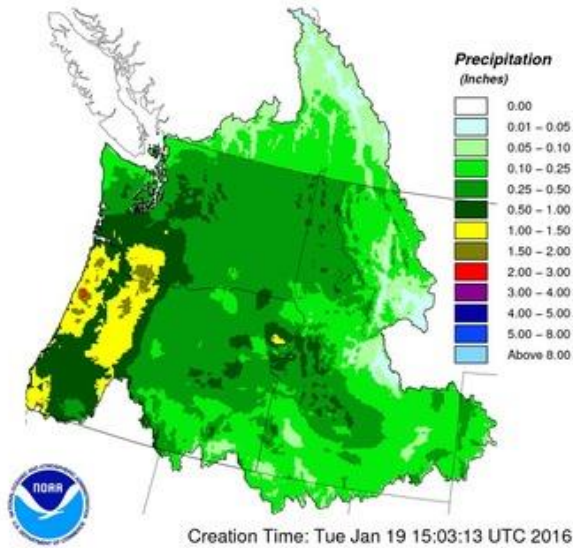 Precipitation
(Inches)
0.00
0.01 - 0.05
0.05 - 0.10
0.10 - 0.25
0.25 - 0.50
0.50 - 1.00
1.00 - 1.50
1.50 - 2.00
2.00 - 3.00
3.00 - 4.00
4.00 - 5.00
5.00 - 8.00
Above 8.00
NOAA
Creation Time: Tue Jan 19 15:03:13 UTC 2016